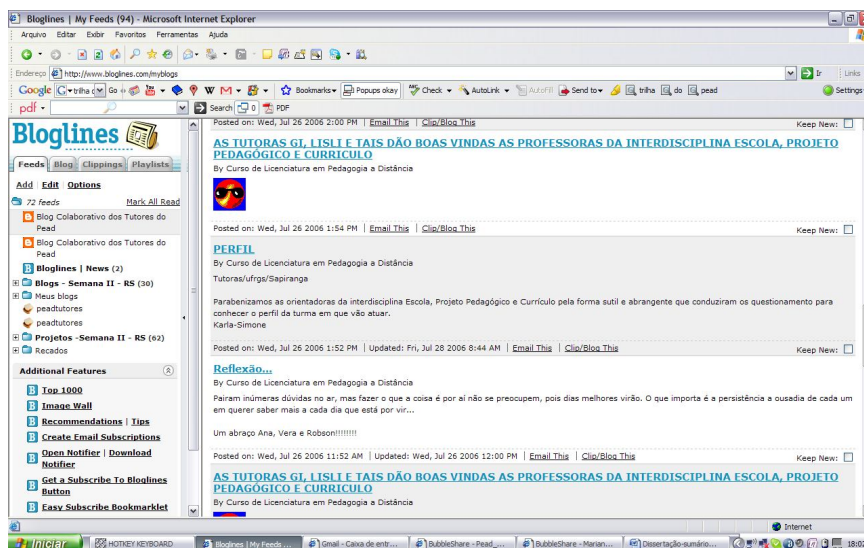 Bloglines | My Feeds (94) - Microsoft Internet Explorer
Arquivo Editar Exibir Favoritos Ferramentas Ajuda
Endereço http://www.bloglines.com/myblogs Ir Links
Google trilha Go Bookmarks Popups okay Check AutoLink AutoFill Send to trilha do pead Settings
pdf Search 0 PDF
Bloglines
Feeds Blog Clippings Playlists
Add | Edit | Options
72 feeds Mark All Read
Blog Colaborativo dos Tutores do
Pead
Blog Colaborativo dos Tutores do
Pead
Bloglines | News (2)
Blogs - Semana II - RS (30)
Meus blogs
peadtutores
peadtutores
Projetos -Semana II - RS (62)
Recados
Additional Features
Top 1000
Image Wall
Recommendations | Tips
Create Email Subscriptions
Open Notifier | Download
Notifier
Get a Subscribe To Bloglines
Button
Easy Subscribe Bookmarklet
Posted on: Wed, Jul 26 2006 2:00 PM | Email This | Clip/Blog This Keep New:
AS TUTORAS GI, LISLI E TAIS DÃO BOAS VINDAS AS PROFESSORAS DA INTERDISCIPLINA ESCOLA, PROJETO
PEDAGÓGICO E CURRICULO
By Curso de Licenciatura em Pedagogia a Distância
Posted on: Wed, Jul 26 2006 1:54 PM | Email This | Clip/Blog This Keep New:
PERFIL
By Curso de Licenciatura em Pedagogia a Distância
Tutoras/ufrgs/Sapiranga
Parabenizamos as orientadoras da interdisciplina Escola, Projeto Pedagógico e Currículo pela forma sutil e abrangente que conduziram os questionamento para
conhecer o perfil da turma em que vão atuar.
Karla-Simone
Posted on: Wed, Jul 26 2006 1:52 PM | Updated: Fri, Jul 28 2006 8:44 AM | Email This | Clip/Blog This Keep New:
Reflexão...
By Curso de Licenciatura em Pedagogia a Distância
Pairam inúmeras dúvidas no ar, mas fazer o que a coisa é por aí não se preocupem, pois dias melhores virão. O que importa é a persistência a ousadia de cada um
em querer saber mais a cada dia que está por vir...
Um abraço Ana, Vera e Robson!!!!!!!!
Posted on: Wed, Jul 26 2006 11:52 AM | Updated: Wed, Jul 26 2006 12:00 PM | Email This | Clip/Blog This Keep New:
AS TUTORAS GI, LISLI E TAIS DÃO BOAS VINDAS AS PROFESSORAS DA INTERDISCIPLINA ESCOLA, PROJETO
PEDAGÓGICO E CURRICULO
By Curso de Licenciatura em Pedagogia a Distância
Internet
Iniciar HOTKEY KEYBOARD Bloglines | My Feeds ... Gmail - Caixa de entr... BubbleShare - Pead_... BubbleShare - Marian... Dissertação-sumário...